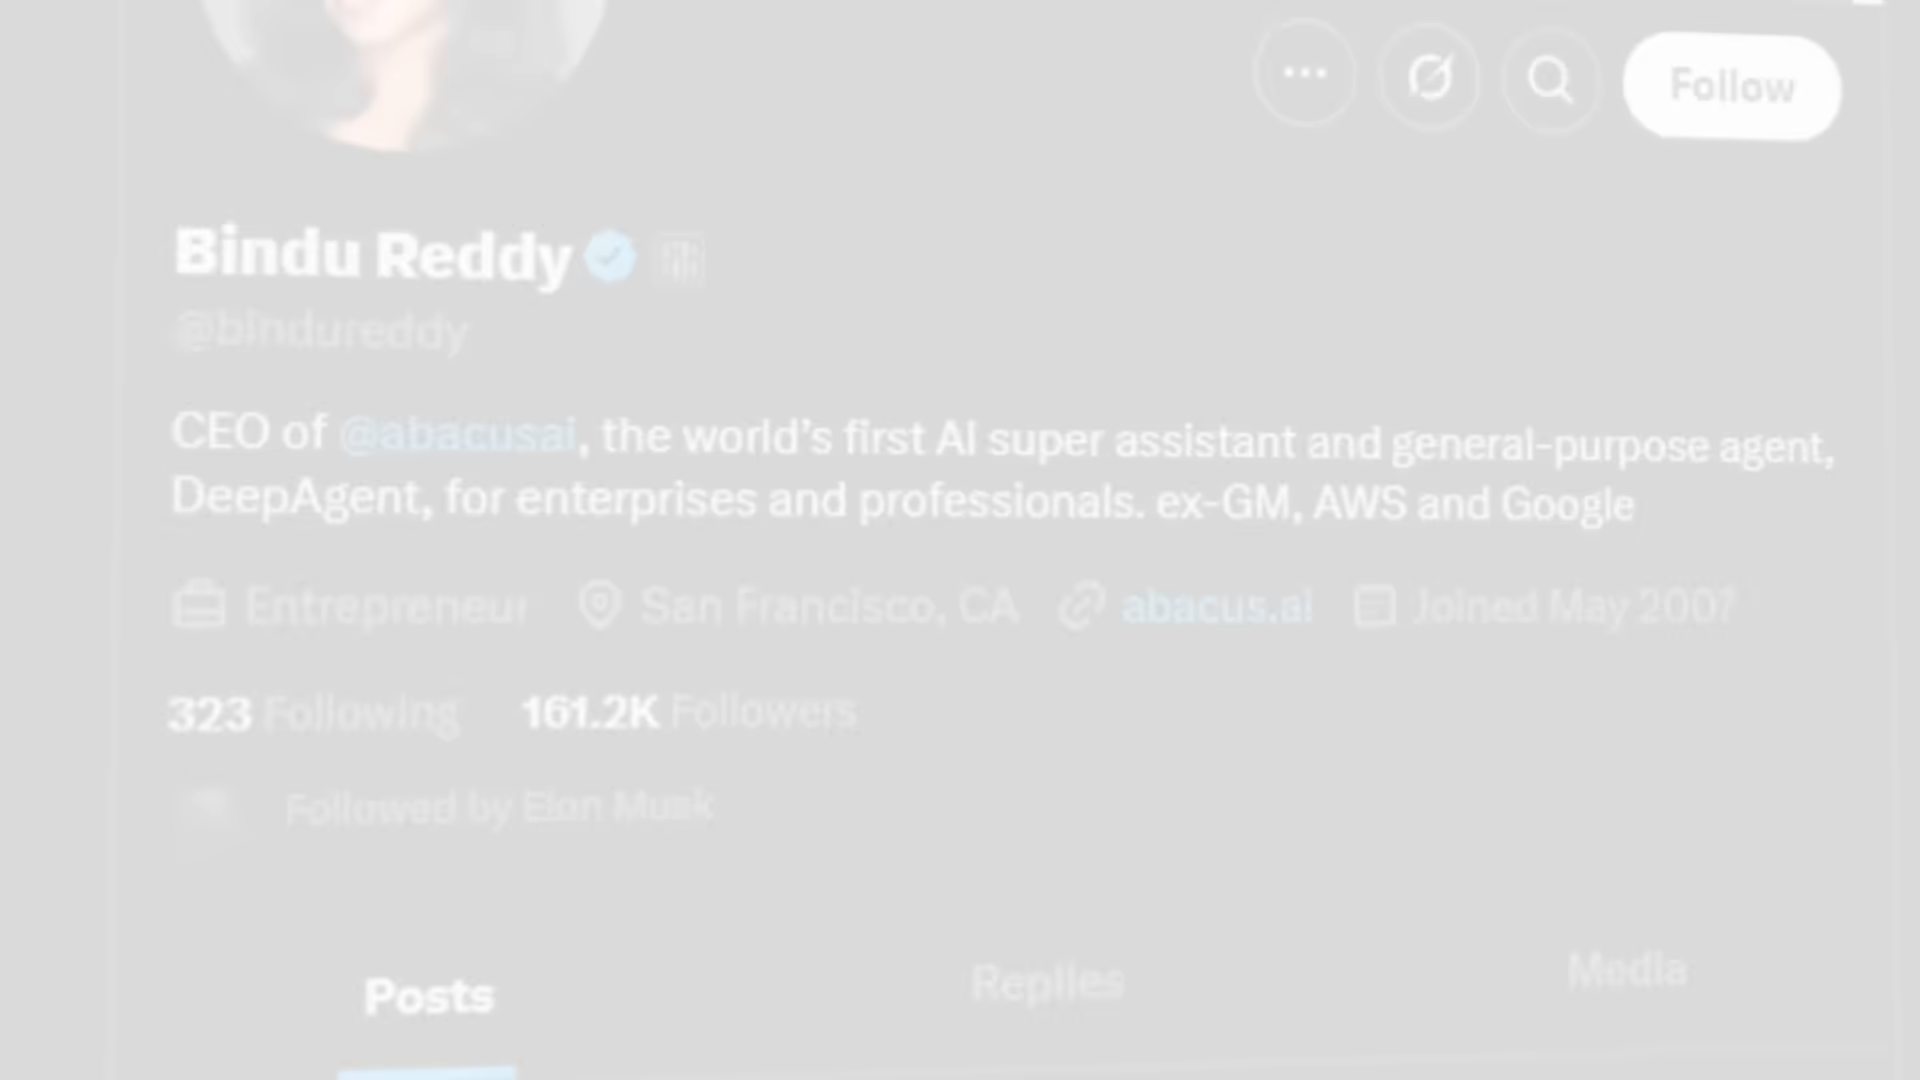 Follow
Bindu Reddy
@bindureddy
CEO of @abacusai, the world's first AI super assistant and general-purpose agent,
DeepAgent, for enterprises and professionals. ex-GM, AWS and Google
Entrepreneur San Francisco, CA abacus.ai Joined May 2007
323 Following 161.2K Followers
Followed by Elon Musk
Posts Replies Media